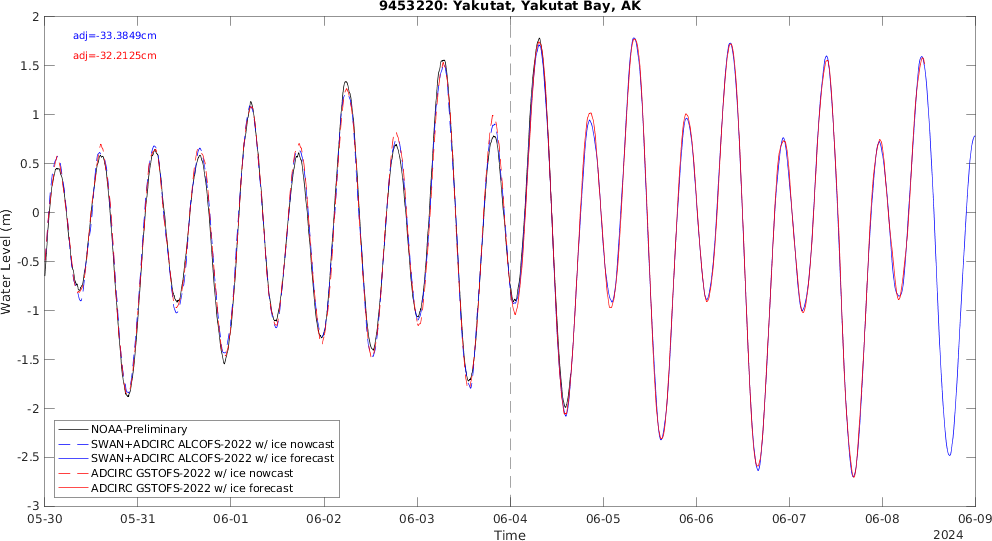 9453220: Yakutat, Yakutat Bay, AK
adj=-33.3849cm
adj=-32.2125cm
Water Level (m)
2
1.5
1
0.5
0
-0.5
-1
-1.5
-2
-2.5
-3
NOAA-Preliminary
SWAN+ADCIRC ALCOFS-2022 w/ ice nowcast
SWAN+ADCIRC ALCOFS-2022 w/ ice forecast
ADCIRC GSTOFS-2022 w/ ice nowcast
ADCIRC GSTOFS-2022 w/ ice forecast
05-30 05-31 06-01 06-02 06-03 06-04 06-05 06-06 06-07 06-08 06-09
Time
2024